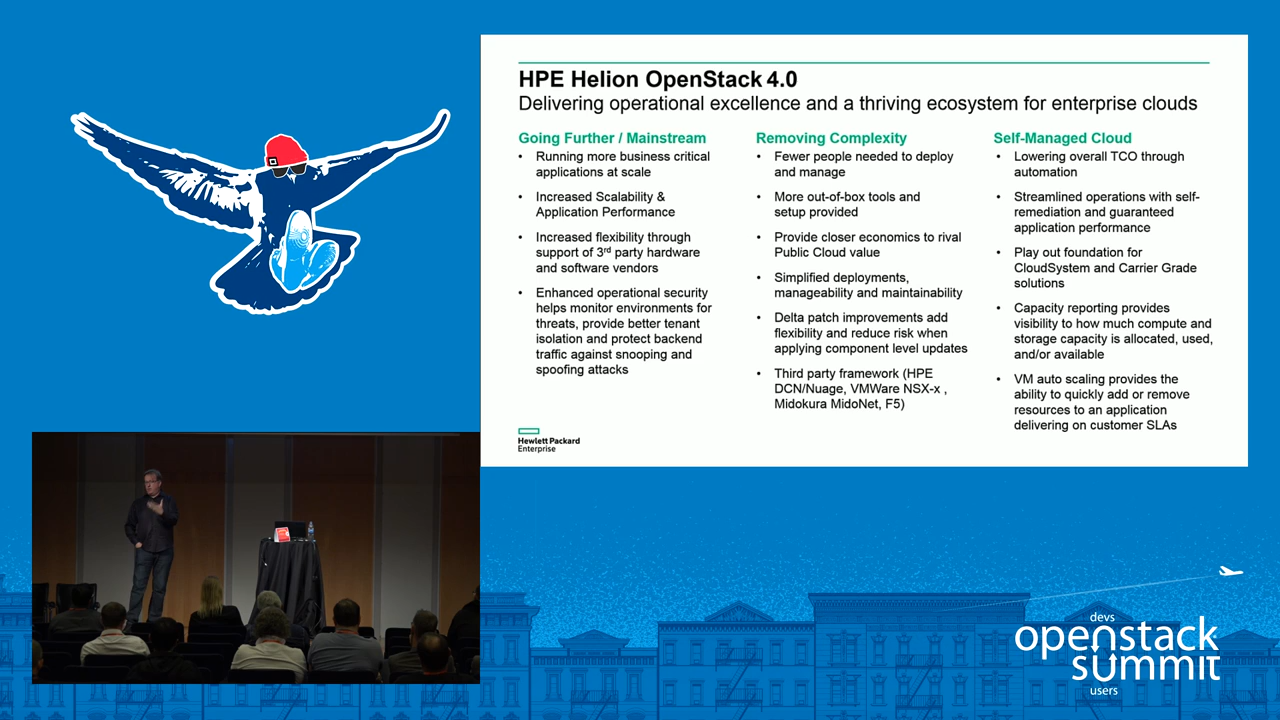 HPE Helion OpenStack 4.0
Delivering operational excellence and a thriving ecosystem for enterprise clouds
Going Further / Mainstream
• Running more business critical
applications at scale
• Increased Scalability &
Application Performance
• Increased flexibility through
support of 3rd party hardware
and software vendors
• Enhanced operational security
helps monitor environments for
threats, provide better tenant
isolation and protect backend
traffic against snooping and
spoofing attacks
Removing Complexity
• Fewer people needed to deploy
and manage
• More out-of-box tools and
setup provided
• Provide closer economics to rival
Public Cloud value
• Simplified deployments,
manageability and maintainability
• Delta patch improvements add
flexibility and reduce risk when
applying component level updates
• Third party framework (HPE
DCN/Nuage, VMWare NSX-x ,
Midokura MidoNet, F5)
Self-Managed Cloud
• Lowering overall TCO through
automation
• Streamlined operations with self-
remediation and guaranteed
application performance
• Play out foundation for
CloudSystem and Carrier Grade
solutions
• Capacity reporting provides
visibility to how much compute and
storage capacity is allocated, used,
and/or available
• VM auto scaling provides the
ability to quickly add or remove
resources to an application
delivering on customer SLAs
Hewlett Packard
Enterprise
devs
openstack
summit
users